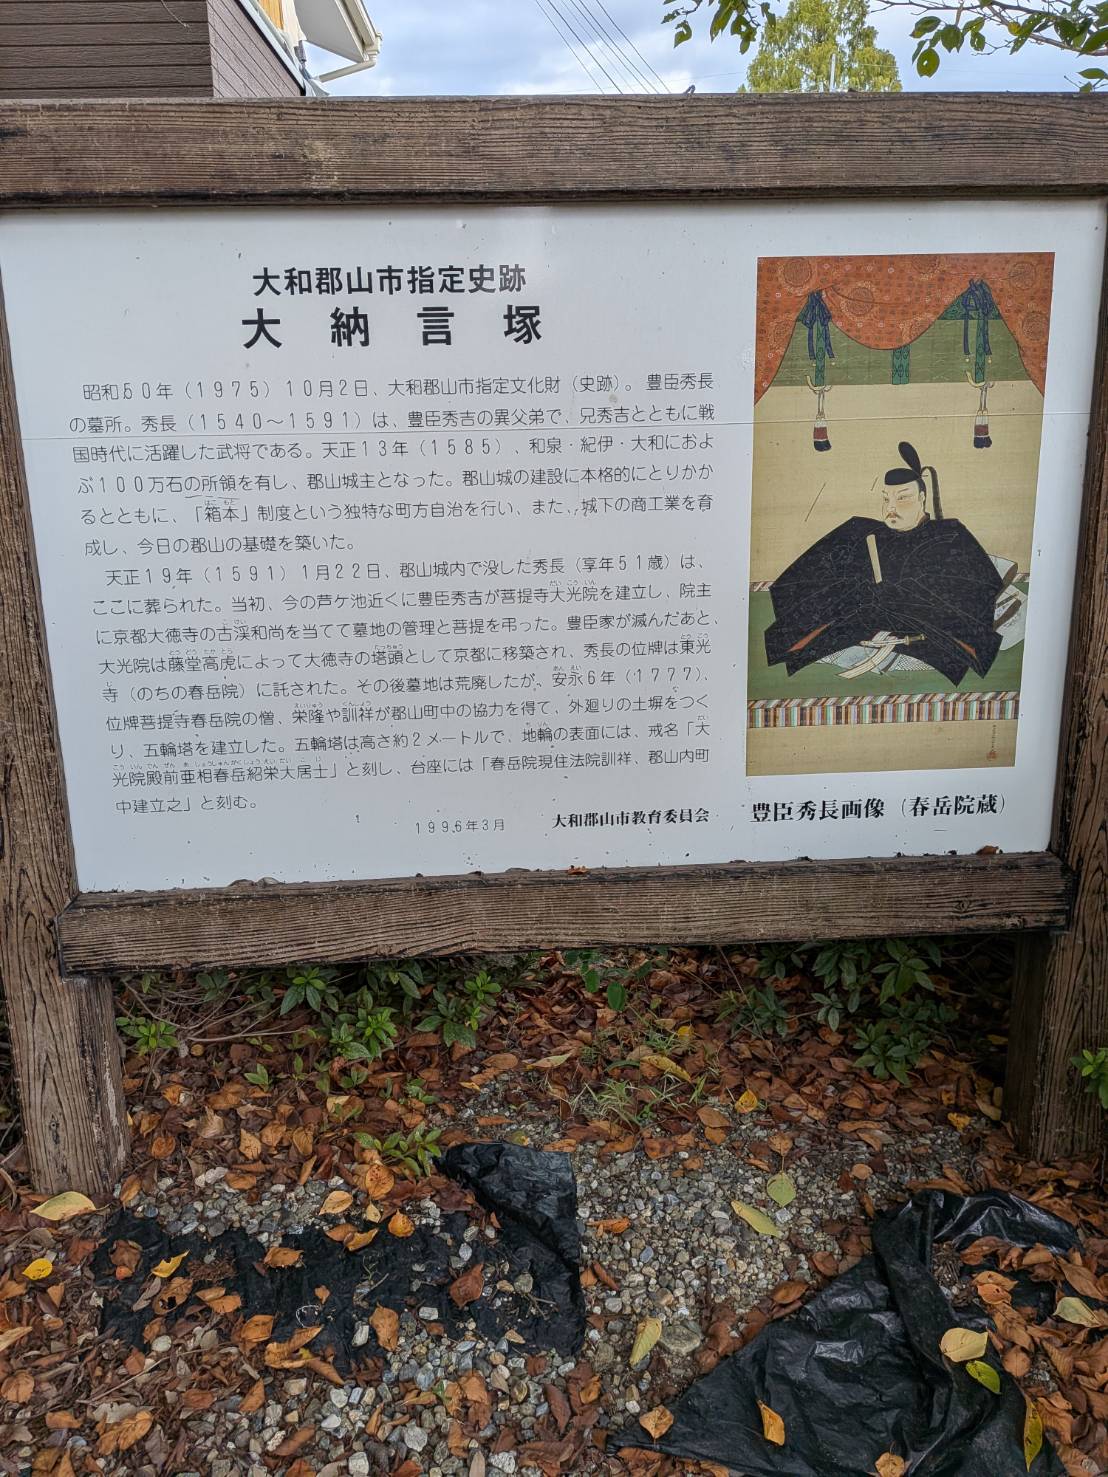 大和郡山市指定史跡
大納言塚
昭和50年(1975)10月2日、大和郡山市指定文化財(史跡)。豊臣秀長
の墓所。秀長(1540～1591)は、豊臣秀吉の異父弟で、兄秀吉とともに戦
国時代に活躍した武将である。天正13年(1585)、和泉・紀伊・大和におよ
ぶ100万石の所領を有し、郡山城主となった。郡山城の建設に本格的にとりかか
るとともに、「箱本」制度という独特な町方自治を行い、また、城下の商工業を育
成し、今日の郡山の基礎を築いた。
天正19年(1591)1月22日、郡山城内で没した秀長(享年51歳)は、
ここに葬られた。当初、今の芦ケ池近くに豊臣秀吉が菩提寺大光院を建立し、院主
に京都大徳寺の古渓和尚を当てて墓地の管理と菩提を弔った。豊臣家が滅んだあと、
大光院は藤堂高虎によって大徳寺の塔頭として京都に移築され、秀長の位牌は東光
寺(のちの春岳院)に託された。その後墓地は荒廃したが、安永6年(1777)、
位牌菩提寺春岳院の僧、栄隆や訓祥が郡山町中の協力を得て、外廻りの土塀をつく
り、五輪塔を建立した。五輪塔は高さ約2メートルで、地輪の表面には、戒名「大
光院殿前亜相春岳紹栄大居士」と刻し、台座には「春岳院現住法院訓祥、郡山内町
中建立之」と刻む。
1996年3月 大和郡山市教育委員会
豊臣秀長画像(春岳院蔵)